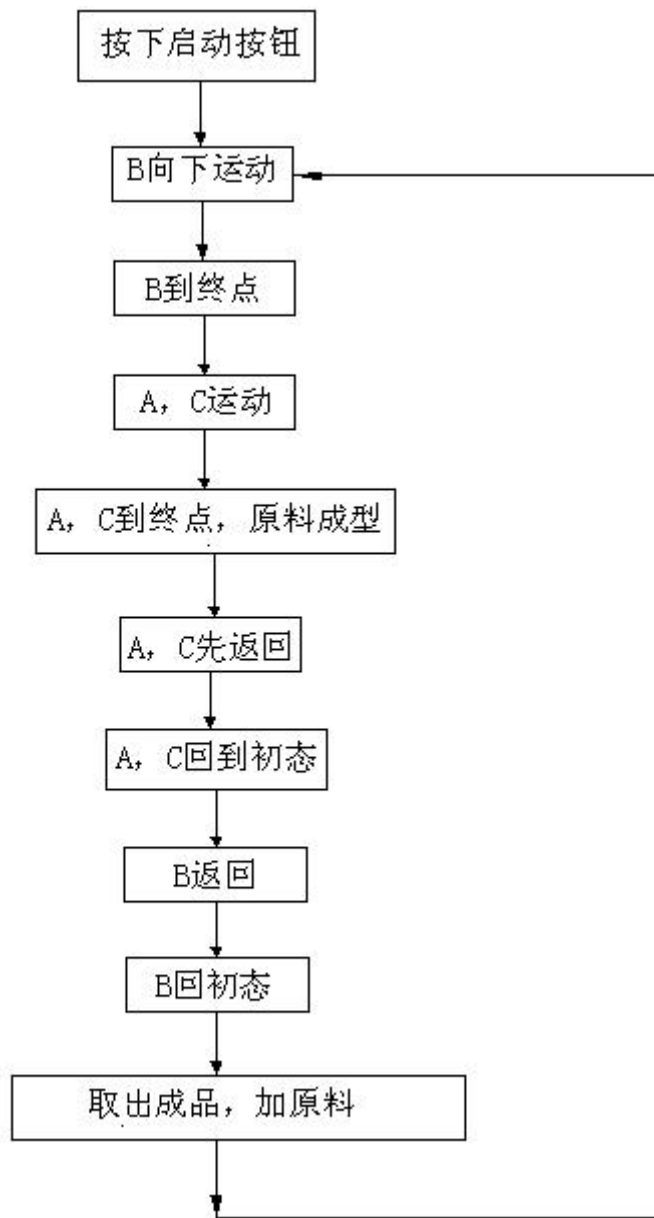 按下启动按钮
B向下运动
B到终点
A，C运动
A，C到终点，原料成型
A，C先返回
A，C回到初态
B返回
B回初态
取出成品，加原料